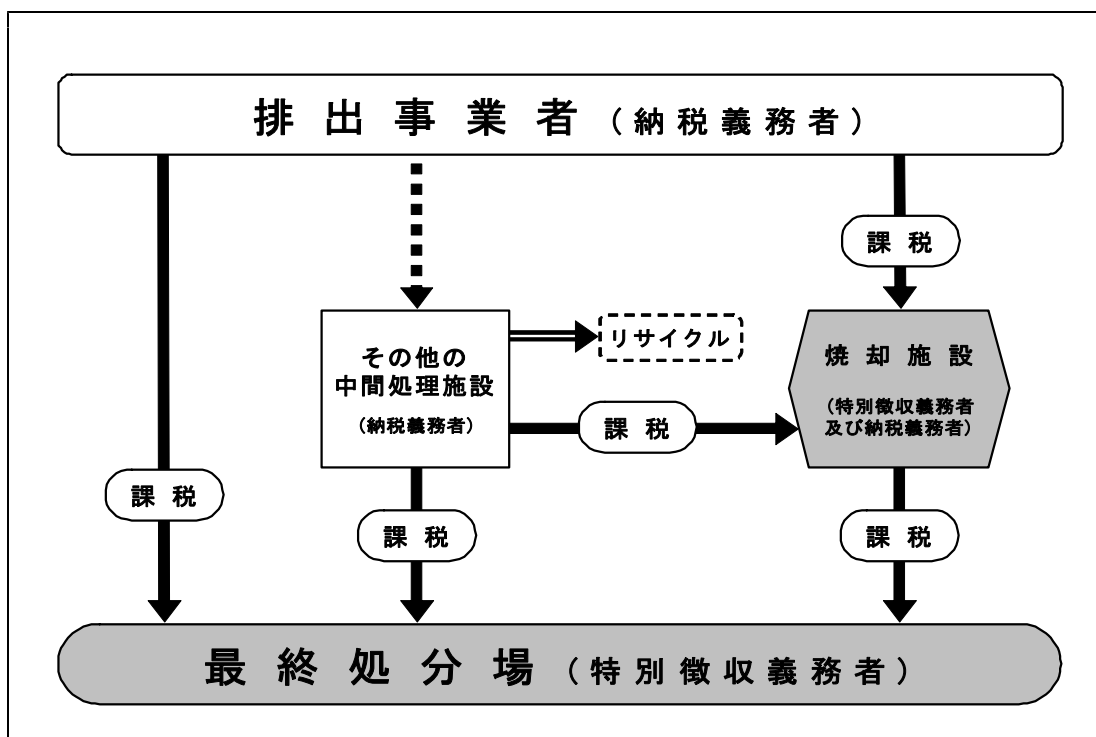 排出事業者(納税義務者)
課税
リサイクル
その他の
中間処理施設
(納税義務者)
焼却施設
(特別徴収義務者
及び納税義務者)
課税
課税
課税
課税
最終処分場(特別徴収義務者)